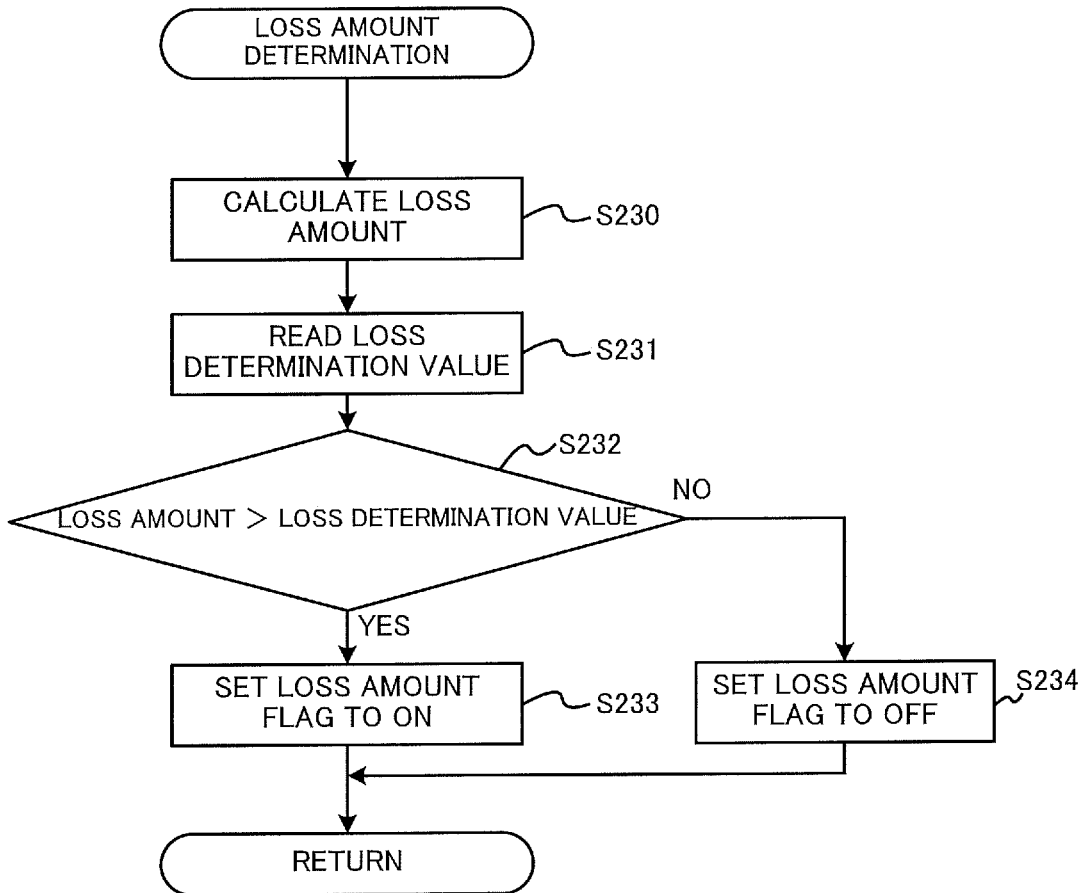 LOSS AMOUNT
DETERMINATION
CALCULATE LOSS
AMOUNT
S230
READ LOSS
DETERMINATION VALUE
S231
S232
LOSS AMOUNT > LOSS DETERMINATION VALUE
NO
YES
SET LOSS AMOUNT
FLAG TO ON
S233
SET LOSS AMOUNT
FLAG TO OFF
S234
RETURN